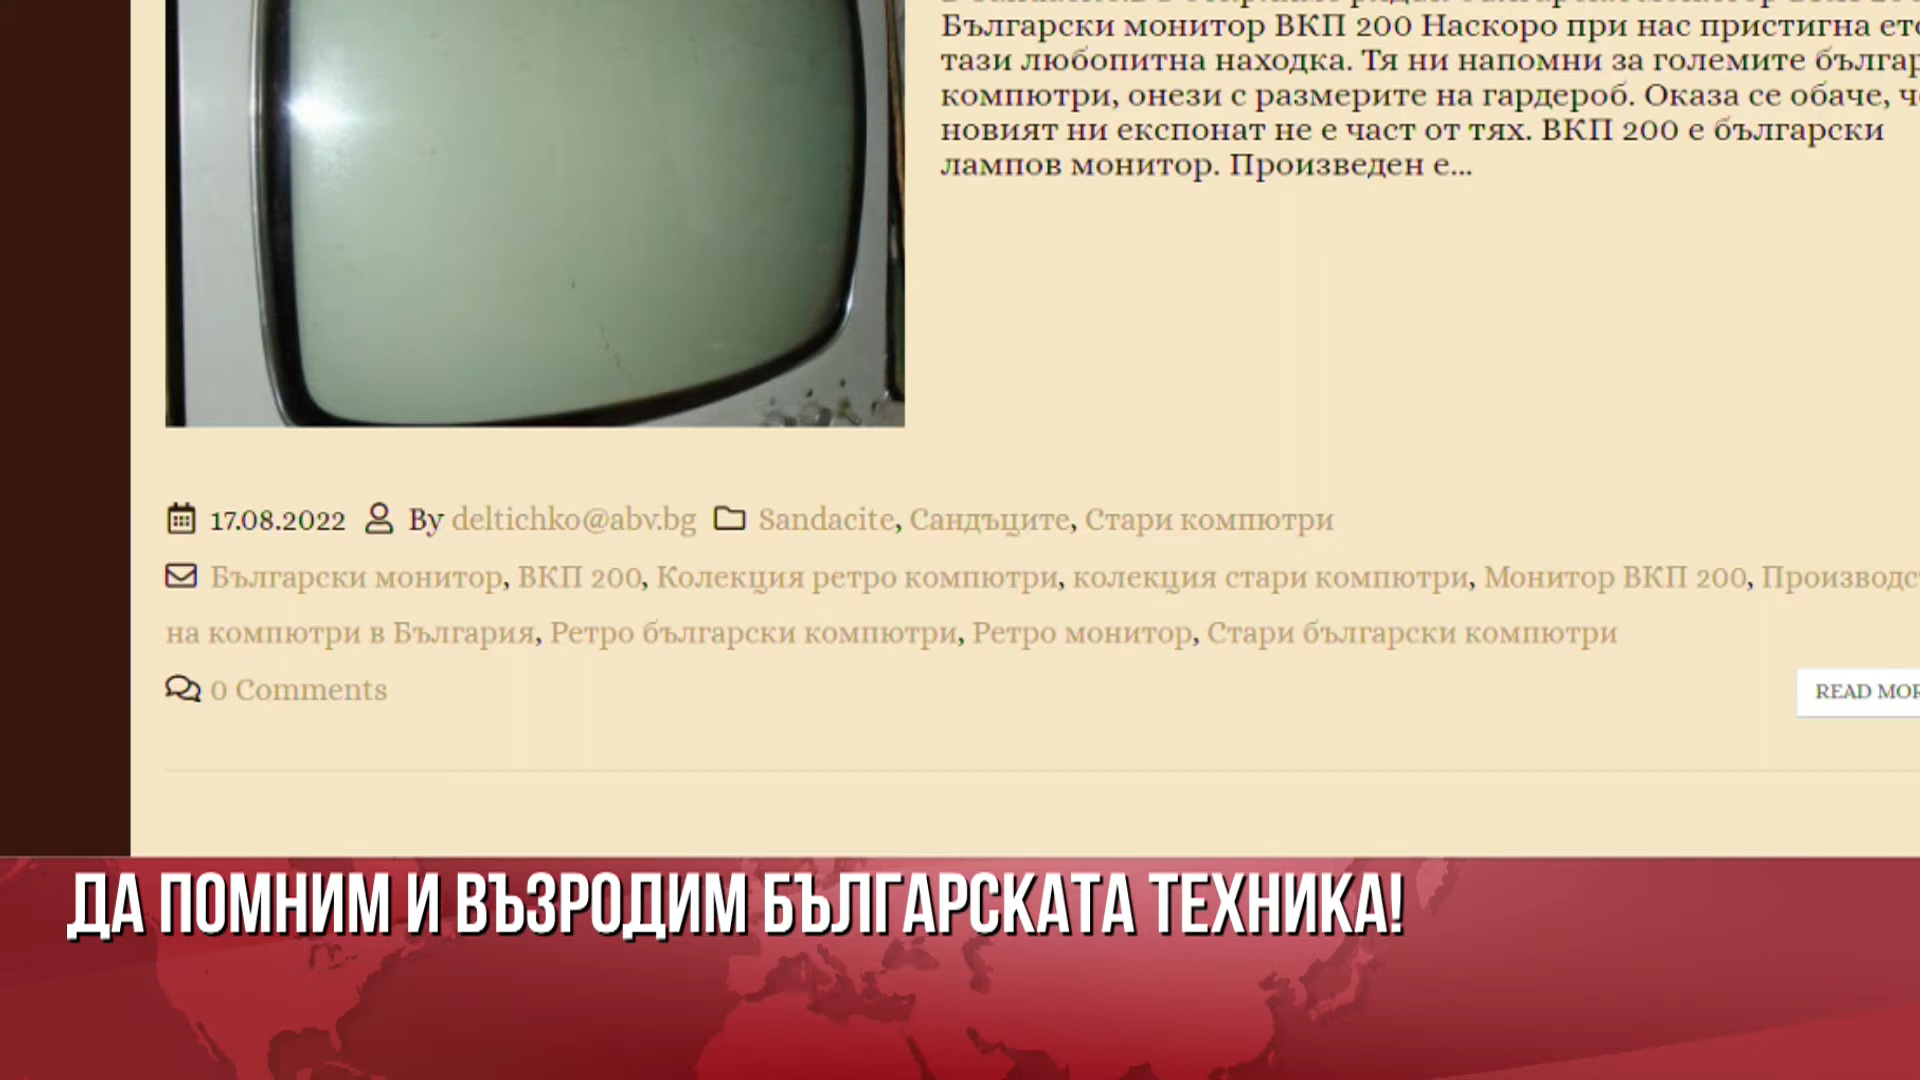 Български монитор ВКП 200 Наскоро при нас пристигна
тази любопитна находка. Тя ни напомни за големите
компютри, онези с размерите на гардероб. Оказа се обаче,
новият ни експонат не е част от тях. ВКП 200 е български
лампов монитор. Произведен е...
17.08.2022 By deltichko@abv.bg Sandacite, Сандъците, Стари компютри
Български монитор, ВКП 200, Колекция ретро компютри, колекция стари компютри, Монитор ВКП 200,
на компютри в България, Ретро български компютри, Ретро монитор, Стари български компютри
0 Comments
READ
ДА ПОМНИМ И ВЪЗРОДИМ БЪЛГАРСКАТА ТЕХНИКА!